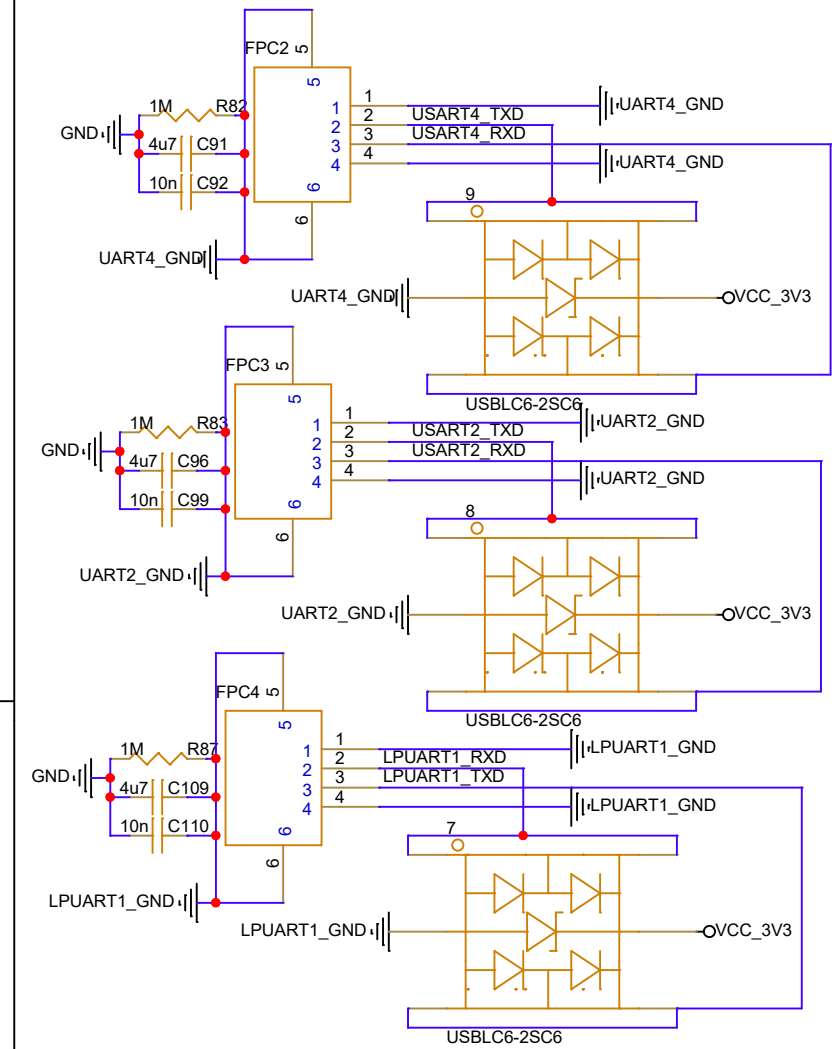 FPC2
5
5
1M R82
GND
4u7 C91
10n C92
1 1 UART4_GND
2 2 USART4_TXD
3 3 USART4_RXD
4 4 UART4_GND
6
6
UART4_GND
9
UART4_GND VCC_3V3
USBLC6-2SC6
FPC3
5
5
1M R83
GND
4u7 C96
10n C99
1 1 UART2_GND
2 2 USART2_TXD
3 3 USART2_RXD
4 4 UART2_GND
6
6
UART2_GND
8
UART2_GND VCC_3V3
USBLC6-2SC6
FPC4
5
5
1M R87
GND
4u7 C109
10n C110
1 1 LPUART1_GND
2 2 LPUART1_RXD
3 3 LPUART1_TXD
4 4 LPUART1_GND
6
6
LPUART1_GND
7
LPUART1_GND VCC_3V3
USBLC6-2SC6